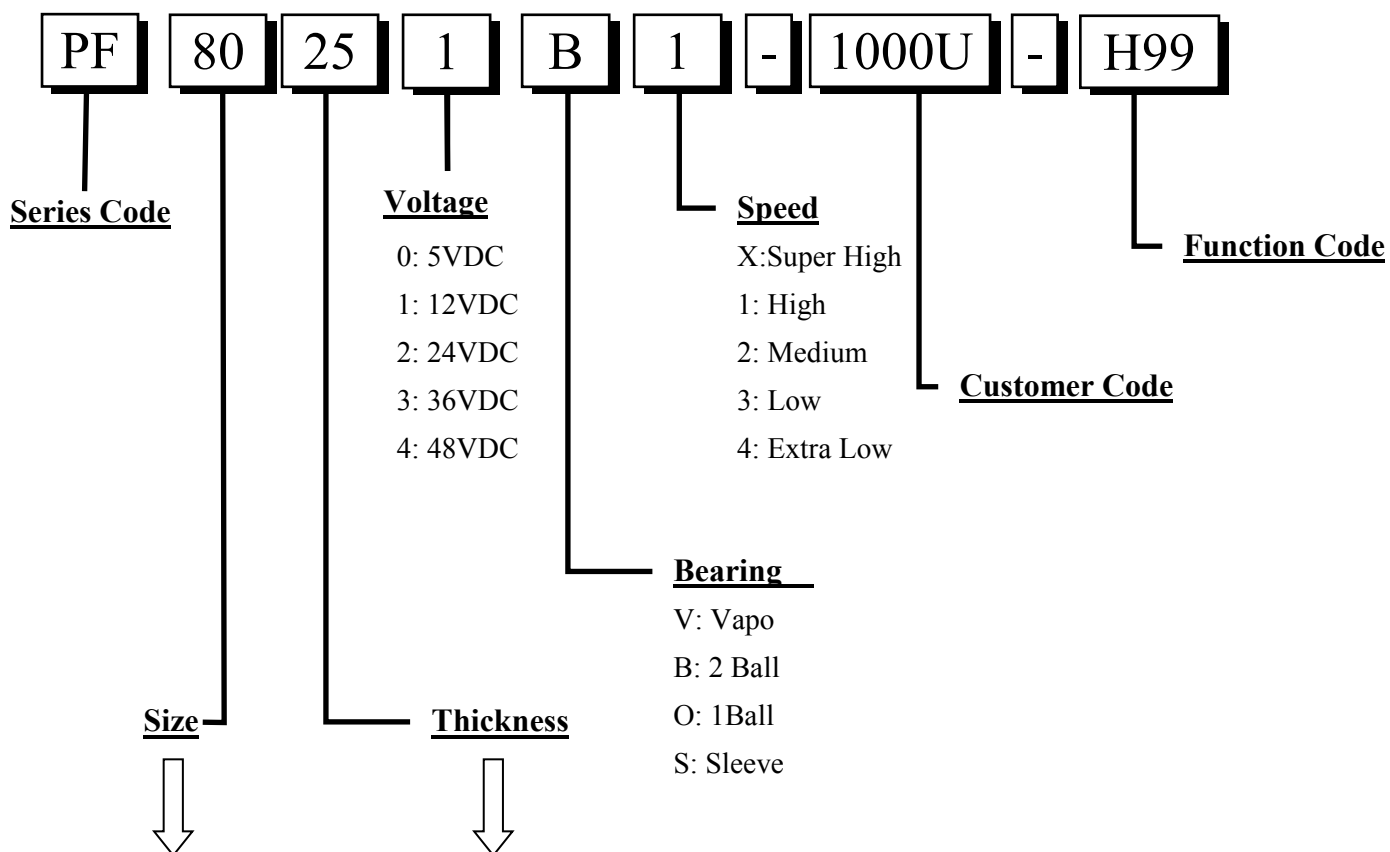 PF 80 25 1 B 1 - 1000U - H99
Series Code
Voltage
0: 5VDC
1: 12VDC
2: 24VDC
3: 36VDC
4: 48VDC
Speed
X:Super High
1: High
2: Medium
3: Low
4: Extra Low
Function Code
Customer Code
Bearing
V: Vapo
B: 2 Ball
O: 1Ball
S: Sleeve
Size
Thickness